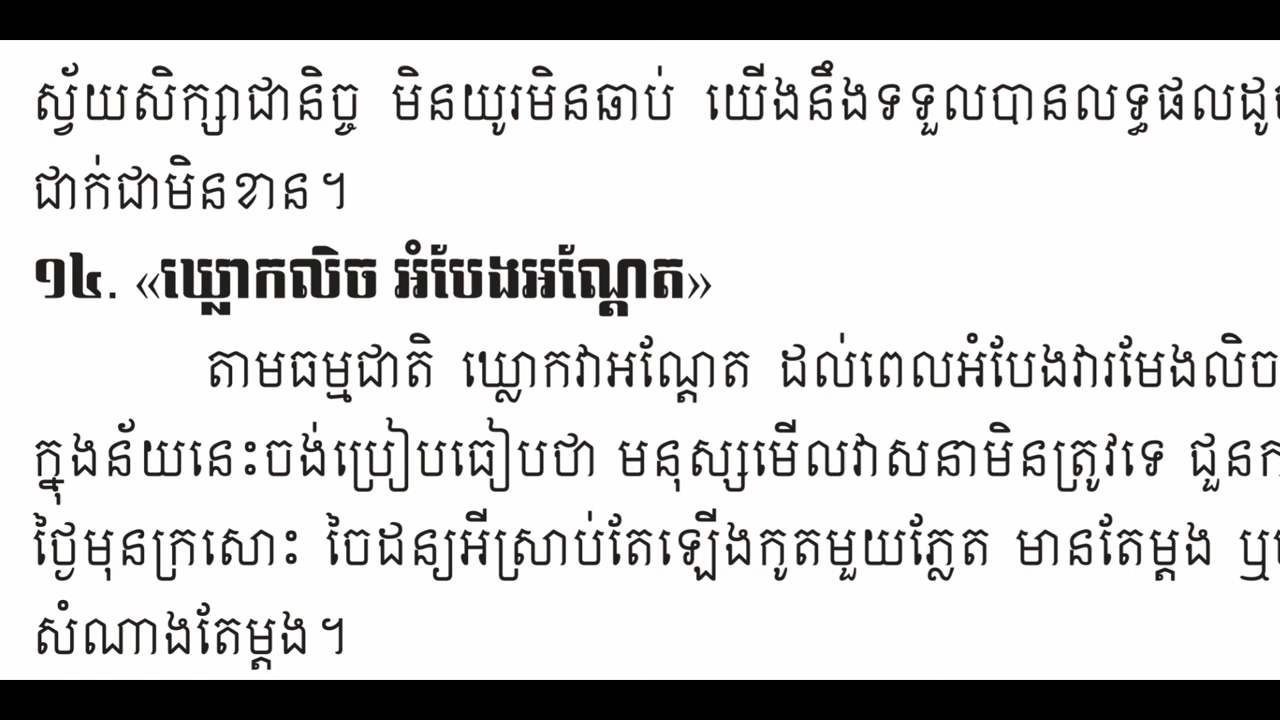 ស្វ័យសិក្សាជានិច្ច មិនយូរមិនឆាប់ យើងនឹងទទួលបានលទ្ធផល
ជាក់ជាមិនខាន។
១៤. «ឃ្លោកលិច អំបែងអណ្ដែត»
តាមធម្មជាតិ ឃ្លោកវាអណ្ដែត ដល់ពេលអំបែងវារមែងលិច
ក្នុងន័យនេះចង់ប្រៀបធៀបថា មនុស្សមើលវាសនាមិនត្រូវទេ ជួន
ថ្ងៃមុនក្រសោះ ចៃដន្យអីស្រាប់តែឡើងកូតមួយភ្លែត មានតែម្ដង
សំណាងតែម្ដង។